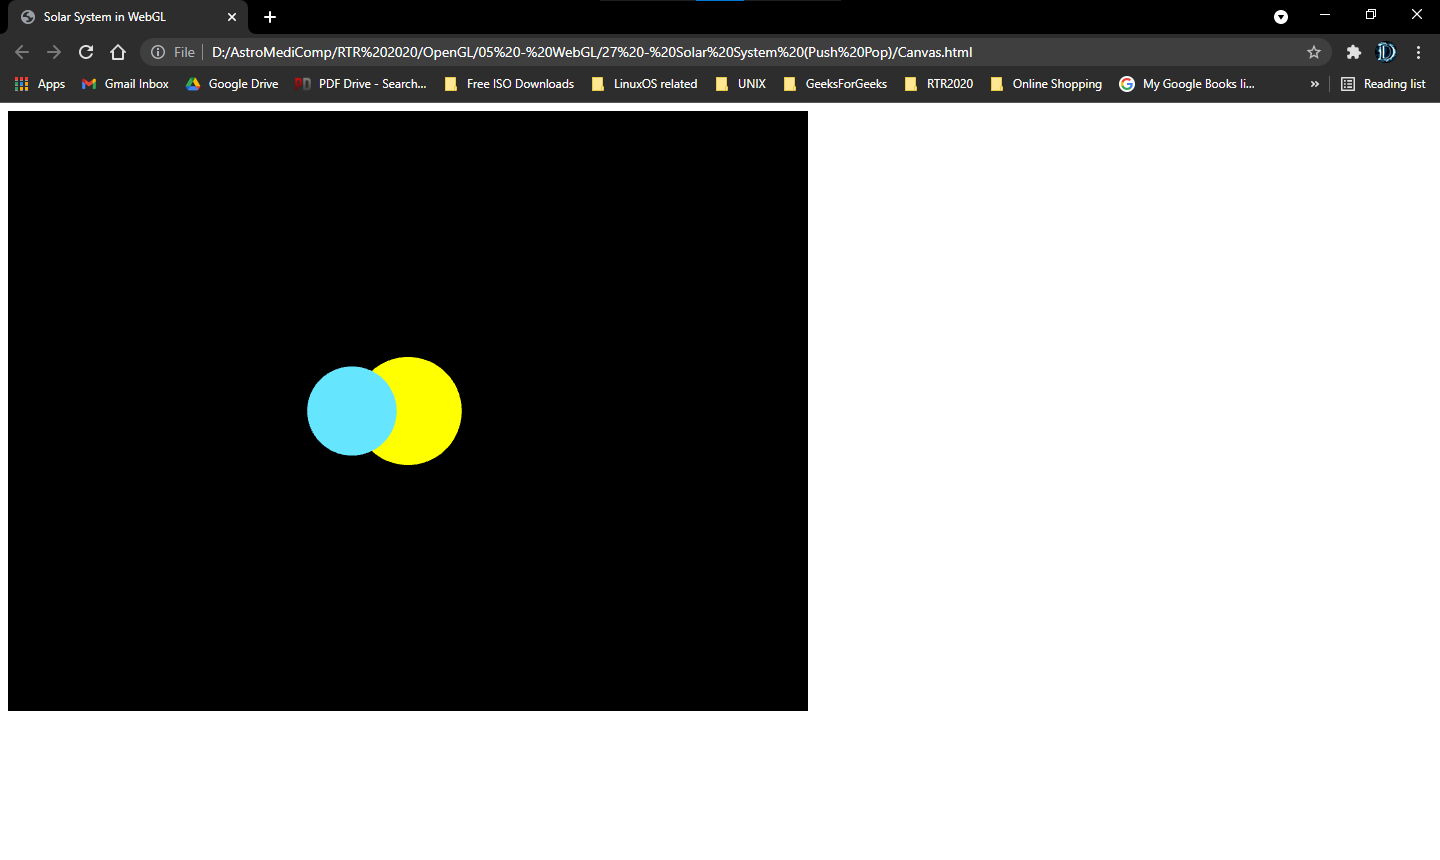 Solar System in WebGL
File D:/AstroMediComp/RTR%202020/OpenGL/05%20-%20WebGL/27%20-%20Solar%20System%20(Push%20Pop)/Canvas.html
Apps Gmail Inbox Google Drive PDF Drive - Search... Free ISO Downloads LinuxOS related UNIX GeeksForGeeks RTR2020 Online Shopping My Google Books li... » Reading list